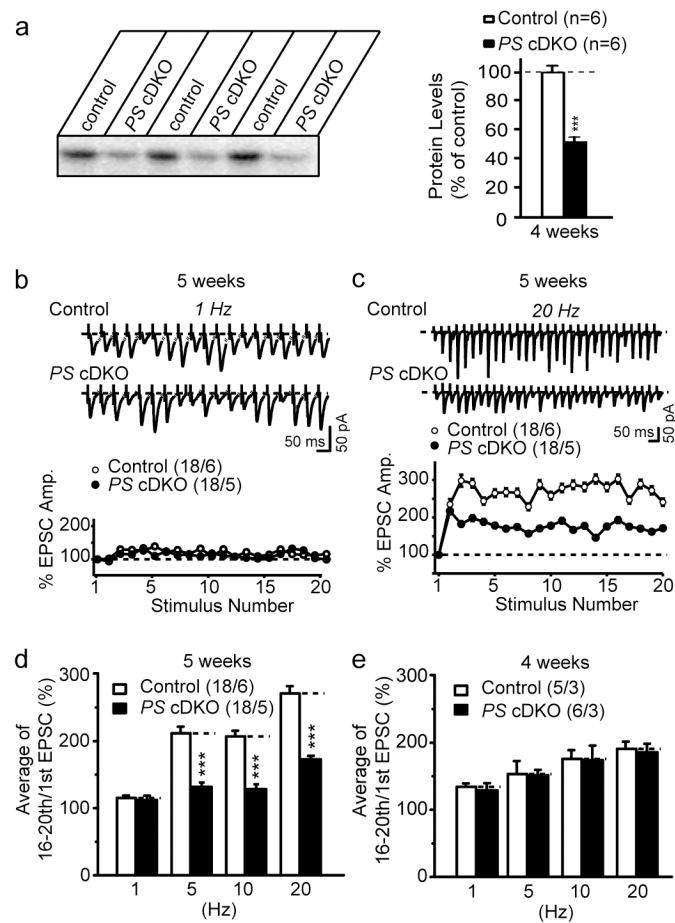 a
control
PS cDKO
control
PS cDKO
control
PS cDKO
Control (n=6)
PS cDKO (n=6)
Protein Levels
(% of control)
100
80
60
40
20
0
***
4 weeks
b
5 weeks
Control
1 Hz
PS cDKO
50 ms
50 pA
Control (18/6)
PS cDKO (18/5)
% EPSC Amp.
200
100
1 5 10 15 20
Stimulus Number
c
5 weeks
Control
20 Hz
PS cDKO
50 ms
50 pA
Control (18/6)
PS cDKO (18/5)
% EPSC Amp.
300
200
100
1 5 10 15 20
Stimulus Number
d
5 weeks
Control (18/6)
PS cDKO (18/5)
Average of
16-20th/1st EPSC (%)
300
200
100
0
***
***
***
1 5 10 20
(Hz)
e
4 weeks
Control (5/3)
PS cDKO (6/3)
Average of
16-20th/1st EPSC (%)
300
200
100
0
1 5 10 20
(Hz)